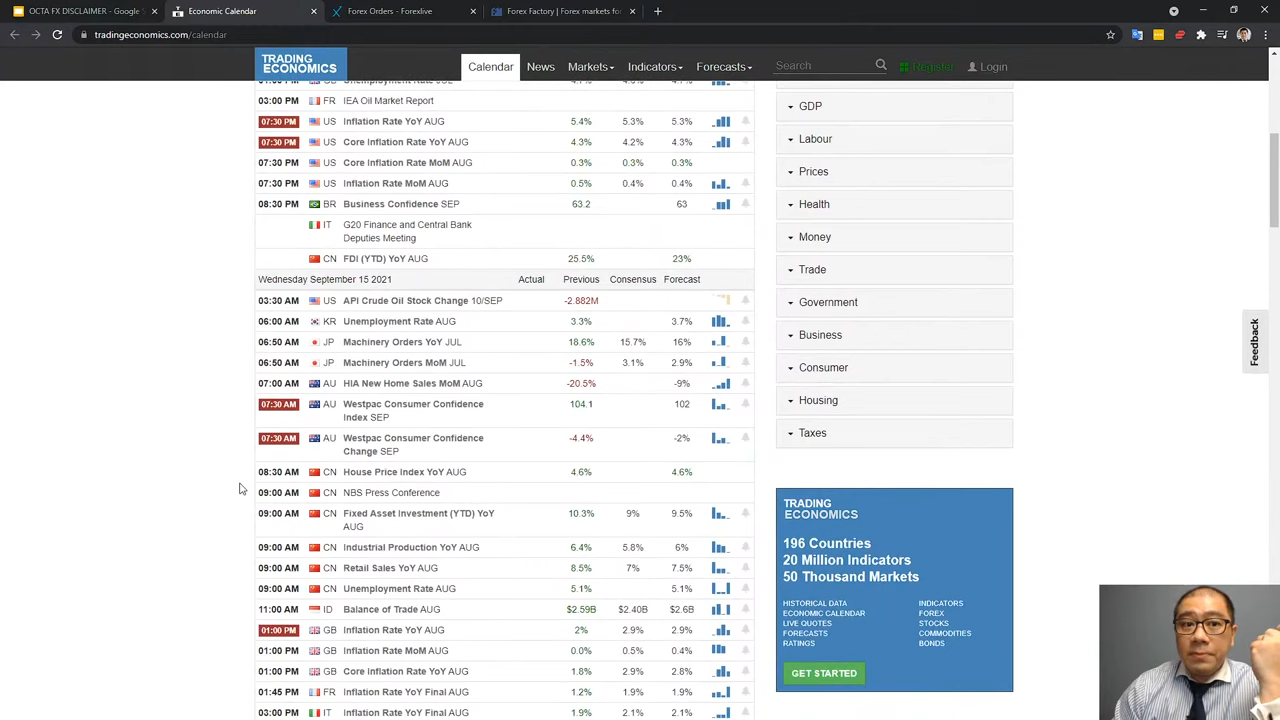 OCTA FX DISCLAIMER - Google S
Economic Calendar
Forex Orders - Forexlive
Forex Factory | Forex markets fo
tradingeconomics.com/calendar
TRADING
ECONOMICS
Calendar
News
Markets
Indicators
Forecasts
Search
Register
Login
03:00 PM FR IEA Oil Market Report
07:30 PM US Inflation Rate YoY AUG 5.4% 5.3% 5.3%
07:30 PM US Core Inflation Rate YoY AUG 4.3% 4.2% 4.3%
07:30 PM US Core Inflation Rate MoM AUG 0.3% 0.3% 0.3%
07:30 PM US Inflation Rate MoM AUG 0.5% 0.4% 0.4%
08:30 PM BR Business Confidence SEP 63.2 63
IT G20 Finance and Central Bank
Deputies Meeting
CN FDI (YTD) YoY AUG 25.5% 23%
Wednesday September 15 2021 Actual Previous Consensus Forecast
03:30 AM US API Crude Oil Stock Change 10/SEP -2.882M
06:00 AM KR Unemployment Rate AUG 3.3% 3.7%
06:50 AM JP Machinery Orders YoY JUL 18.6% 15.7% 16%
06:50 AM JP Machinery Orders MoM JUL -1.5% 3.1% 2.9%
07:00 AM AU HIA New Home Sales MoM AUG -20.5% -9%
07:30 AM AU Westpac Consumer Confidence 104.1 102
Index SEP
07:30 AM AU Westpac Consumer Confidence -4.4% -2%
Change SEP
08:30 AM CN House Price Index YoY AUG 4.6% 4.6%
09:00 AM CN NBS Press Conference
09:00 AM CN Fixed Asset Investment (YTD) YoY 10.3% 9% 9.5%
AUG
09:00 AM CN Industrial Production YoY AUG 6.4% 5.8% 6%
09:00 AM CN Retail Sales YoY AUG 8.5% 7% 7.5%
09:00 AM CN Unemployment Rate AUG 5.1% 5.1%
11:00 AM ID Balance of Trade AUG $2.59B $2.40B $2.6B
01:00 PM GB Inflation Rate YoY AUG 2% 2.9% 2.9%
01:00 PM GB Inflation Rate MoM AUG 0.0% 0.5% 0.4%
01:00 PM GB Core Inflation Rate YoY AUG 1.8% 2.9% 2.8%
01:45 PM FR Inflation Rate YoY Final AUG 1.2% 1.9% 1.9%
03:00 PM IT Inflation Rate YoY Final AUG 1.9% 2.1% 2.1%
GDP
Labour
Prices
Health
Money
Trade
Government
Business
Consumer
Housing
Taxes
TRADING
ECONOMICS
196 Countries
20 Million Indicators
50 Thousand Markets
HISTORICAL DATA INDICATORS
ECONOMIC CALENDAR FOREX
LIVE QUOTES STOCKS
FORECASTS COMMODITIES
RATINGS BONDS
GET STARTED
Feedback